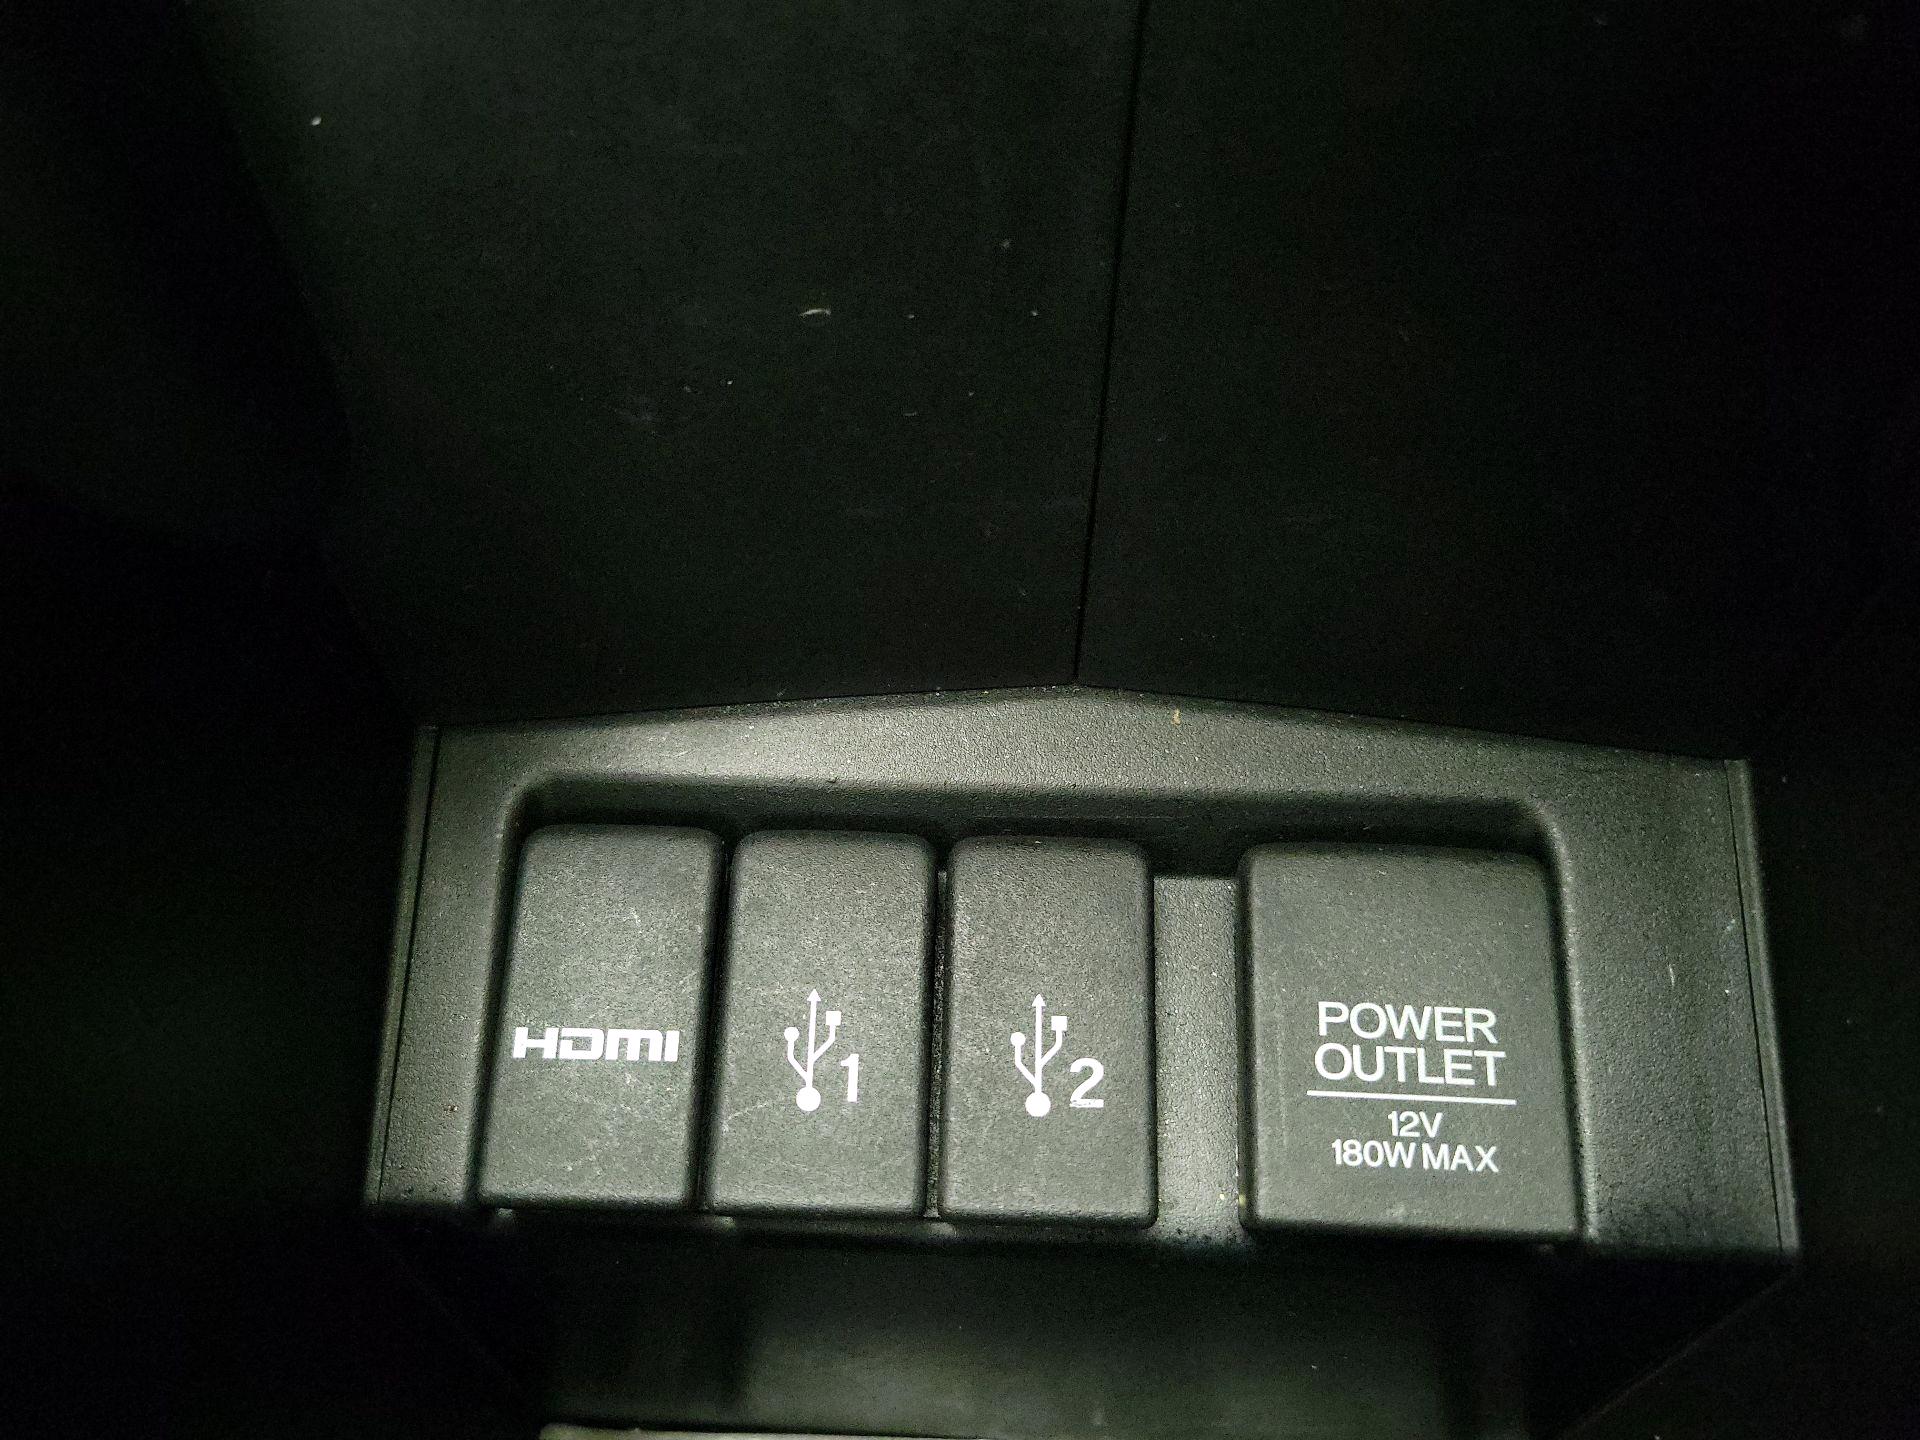 HDMI
1
2
POWER
OUTLET
12V
180W MAX